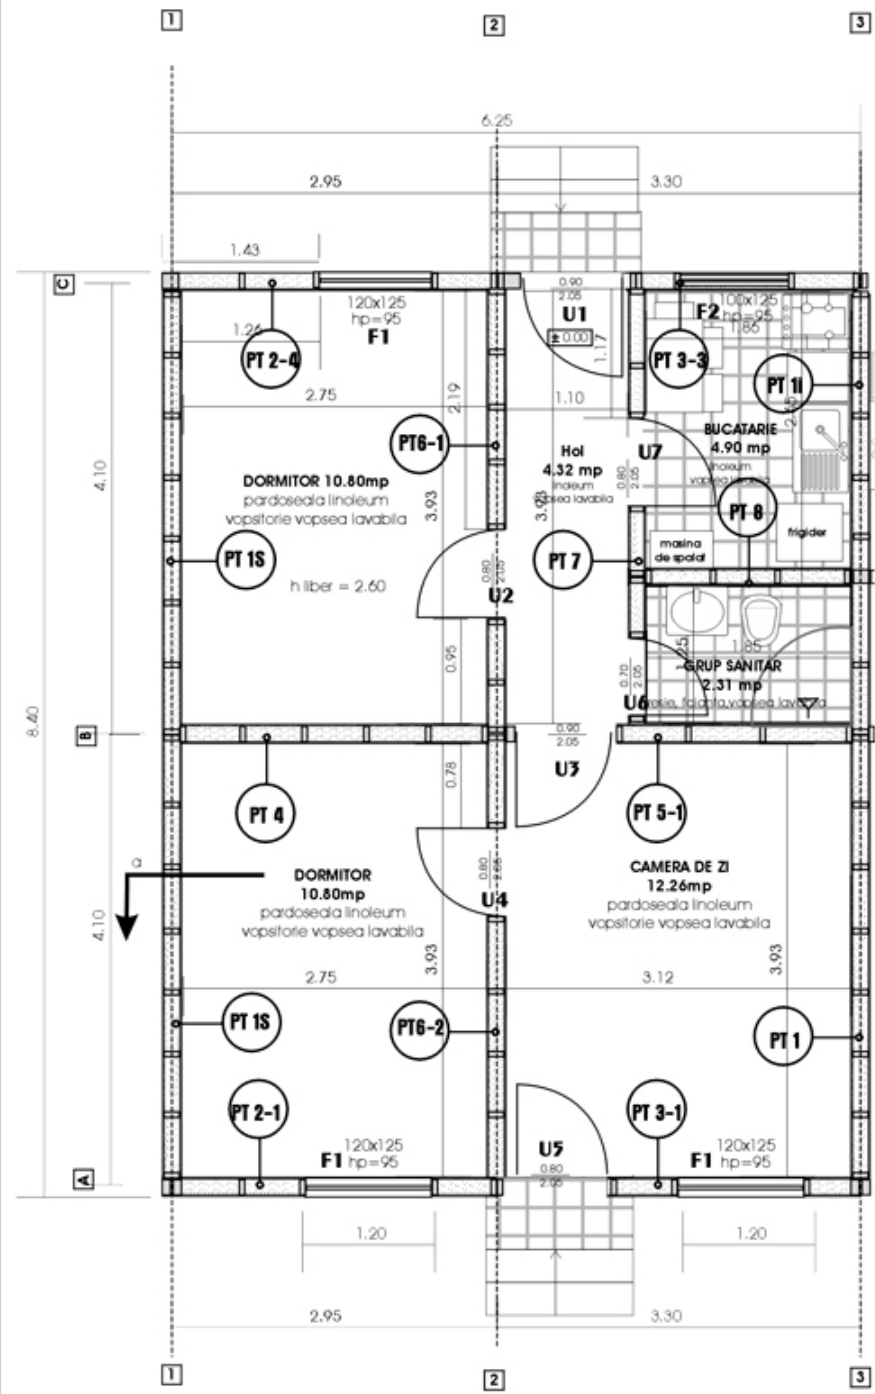 1
2
3
6.25
2.95
3.30
1.43
C
0.90
2.05
120x125
hp=95
F1
U1
± 0.00
F2
100x125
hp=95
1.86
1.26
PT 2-4
1.17
PT 3-3
PT 1i
2.75
2.19
1.10
PT6-1
BUCATARIE
4.90 mp
linoleum
vopsea lavabila
U7
0.80
2.05
Hol
4.32 mp
linoleum
vopsea lavabila
4.10
DORMITOR 10.80mp
pardoseala linoleum
vopsitorie vopsea lavabila
3.93
PT 8
frigider
masina
de spalat
PT 1S
PT 7
h liber = 2.60
0.80
2.05
U2
1.85
1.25
GRUP SANITAR
2.31 mp
0.95
0.70
2.05
U6
8.40
B
0.90
2.05
U3
0.78
PT 4
PT 5-1
a
DORMITOR
10.80mp
pardoseala linoleum
vopsitorie vopsea lavabila
0.80
2.05
U4
CAMERA DE ZI
12.26mp
pardoseala linoleum
vopsitorie vopsea lavabila
4.10
3.93
3.93
2.75
3.12
PT 1S
PT6-2
PT 1
PT 2-1
PT 3-1
120x125
F1 hp=95
U5
0.80
2.05
120x125
F1 hp=95
A
1.20
1.20
2.95
3.30
1
2
3